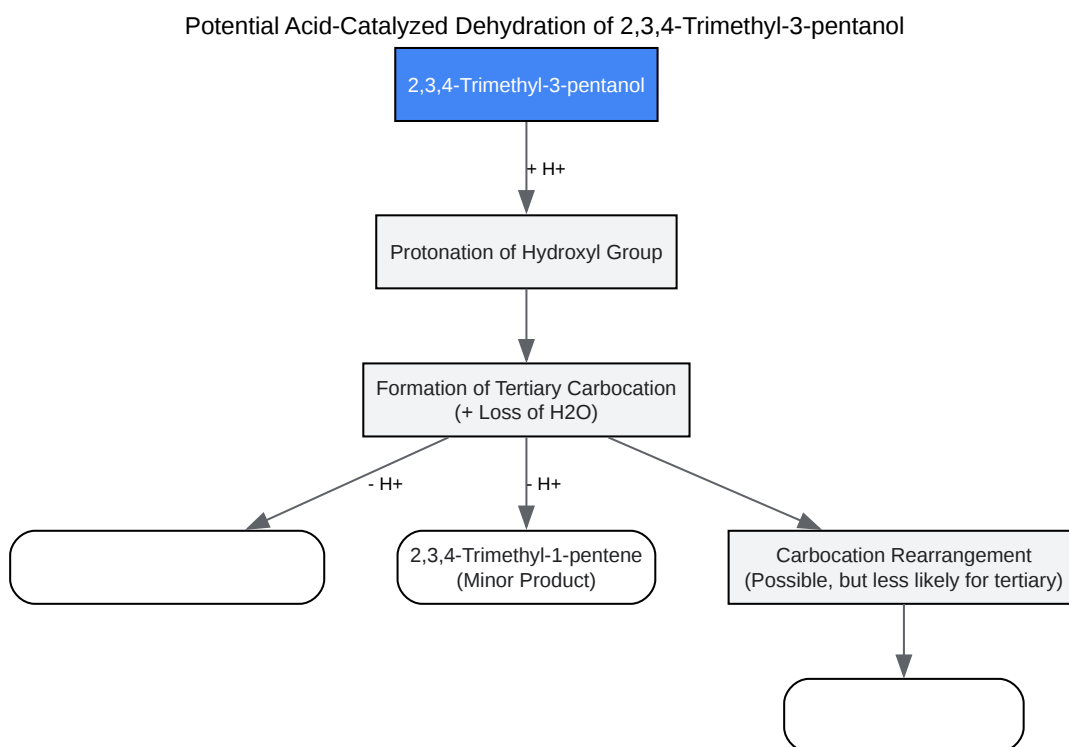 Potential Acid-Catalyzed Dehydration of 2,3,4-Trimethyl-3-pentanol
2,3,4-Trimethyl-3-pentanol
+ H+
Protonation of Hydroxyl Group
Formation of Tertiary Carbocation
(+ Loss of H2O)
- H+
- H+
2,3,4-Trimethyl-1-pentene
(Minor Product)
Carbocation Rearrangement
(Possible, but less likely for tertiary)